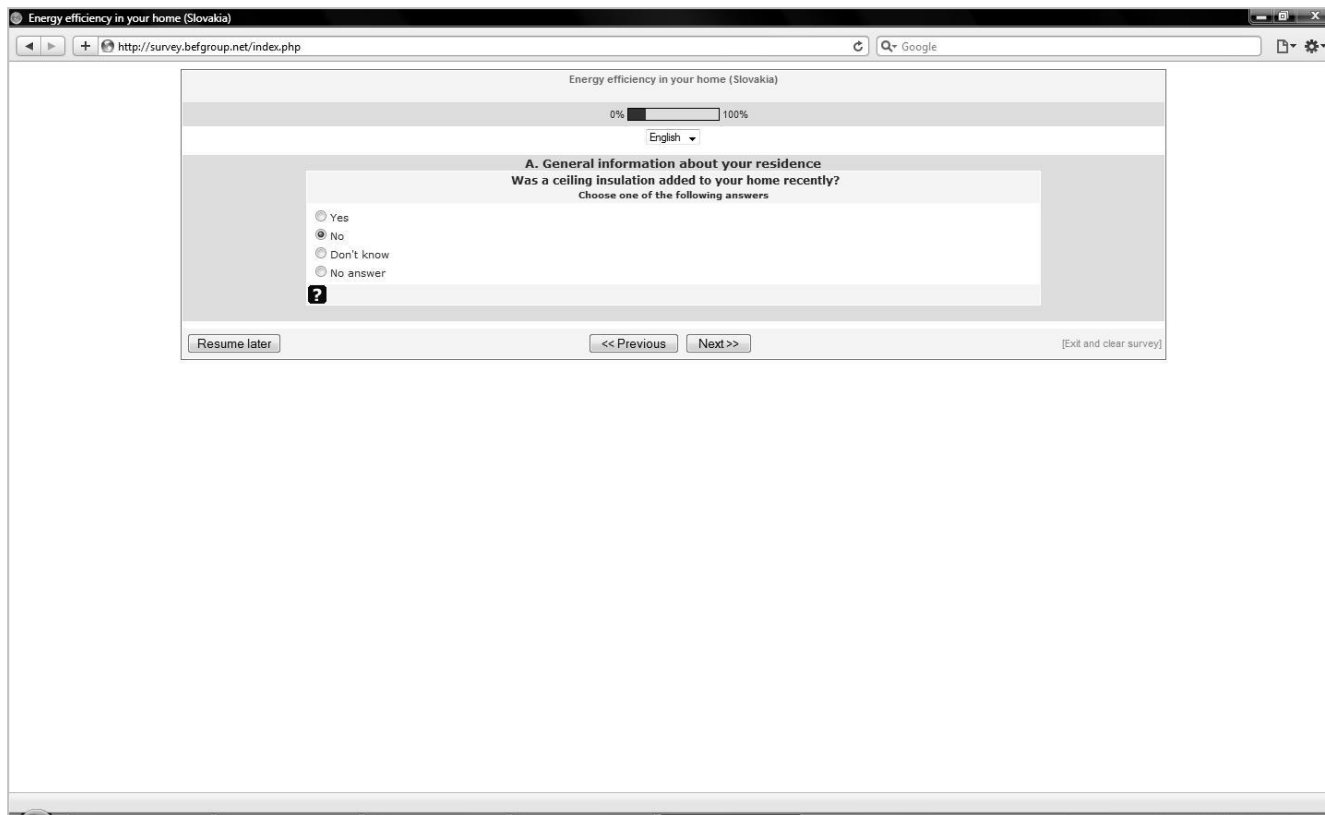 Energy efficiency in your home (Slovakia)
http://survey.befgroup.net/index.php
Google
Energy efficiency in your home (Slovakia)
0% 100%
English
A. General information about your residence
Was a ceiling insulation added to your home recently?
Choose one of the following answers
Yes
No
Don't know
No answer
?
Resume later << Previous Next >> [Exit and clear survey]